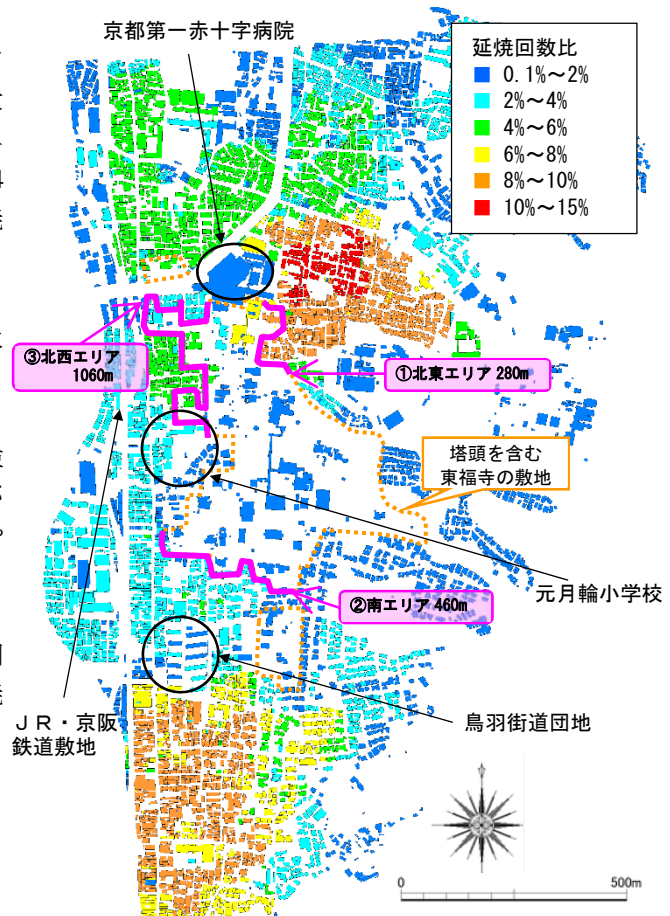 京都第一赤十字病院
延焼回数比
0.1%~2%
2%~4%
4%~6%
6%~8%
8%~10%
10%~15%
③北西エリア
1060m
①北東エリア 280m
塔頭を含む
東福寺の敷地
元月輪小学校
②南エリア 460m
JR・京阪
鉄道敷地
鳥羽街道団地
0
500m